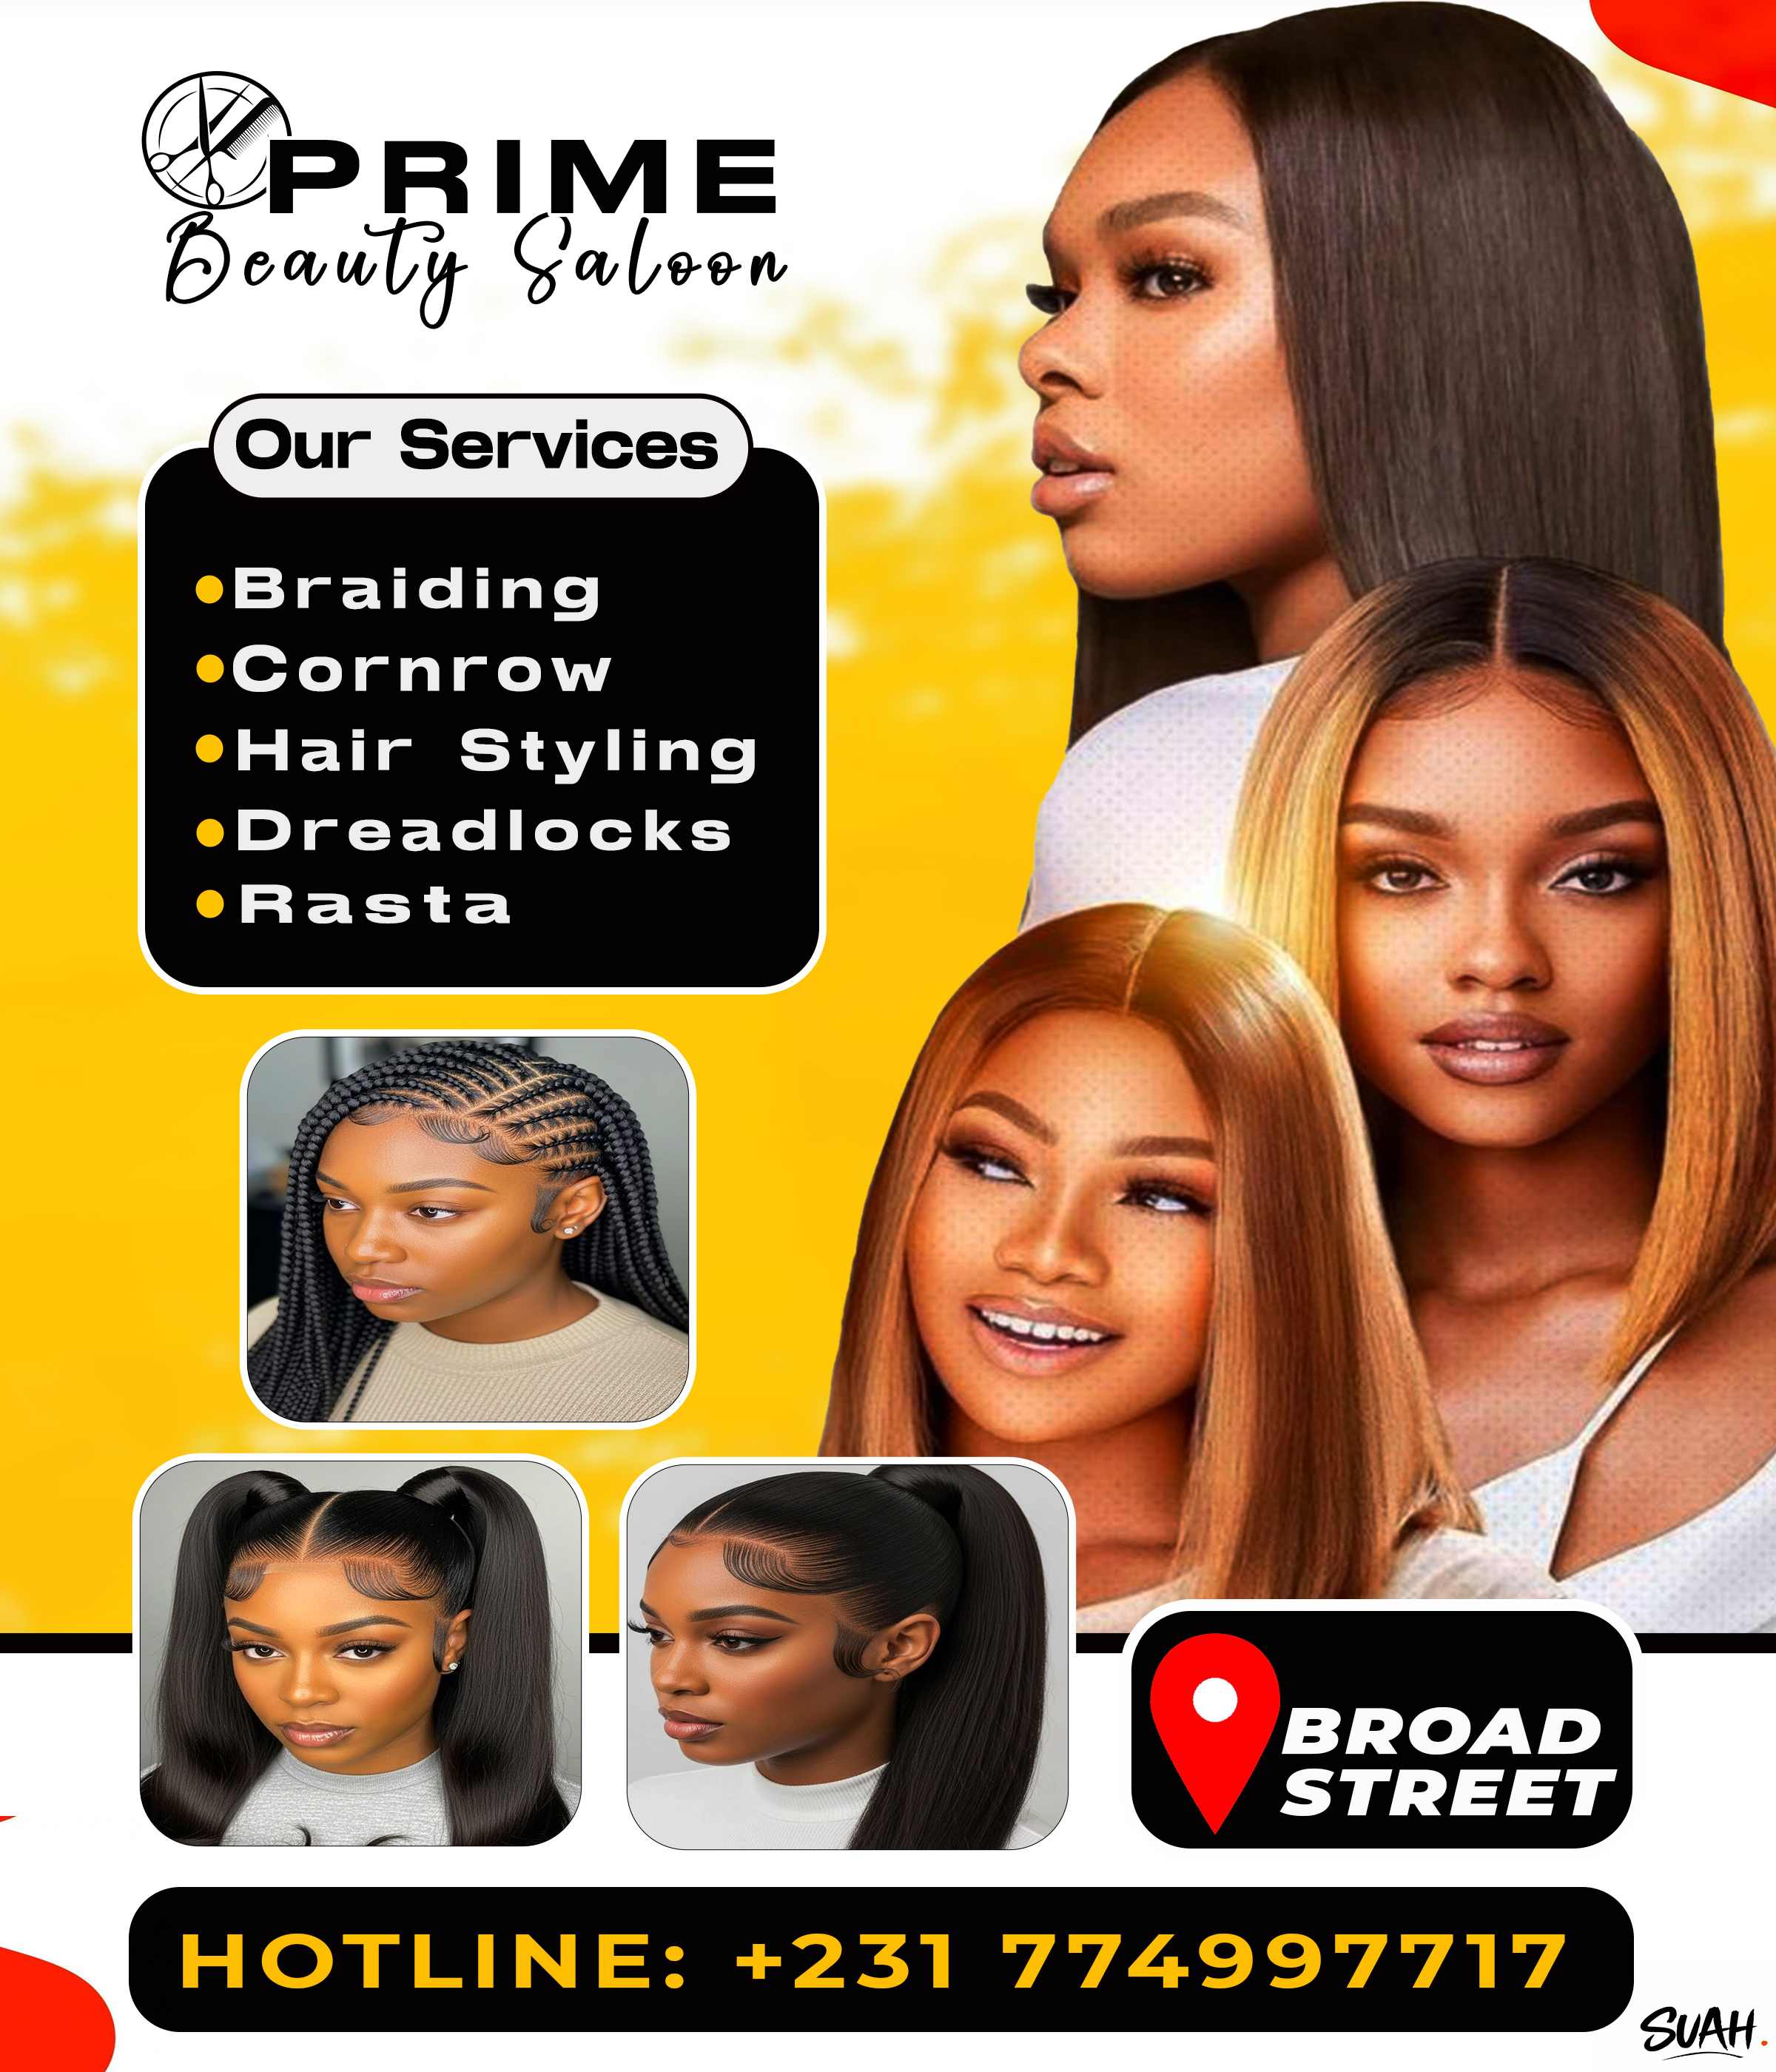 PRIME
Beauty Saloon
Our Services
•Braiding
•Cornrow
•Hair Styling
•Dreadlocks
•Rasta
BROAD
STREET
HOTLINE: +231 774997717
SUAH.